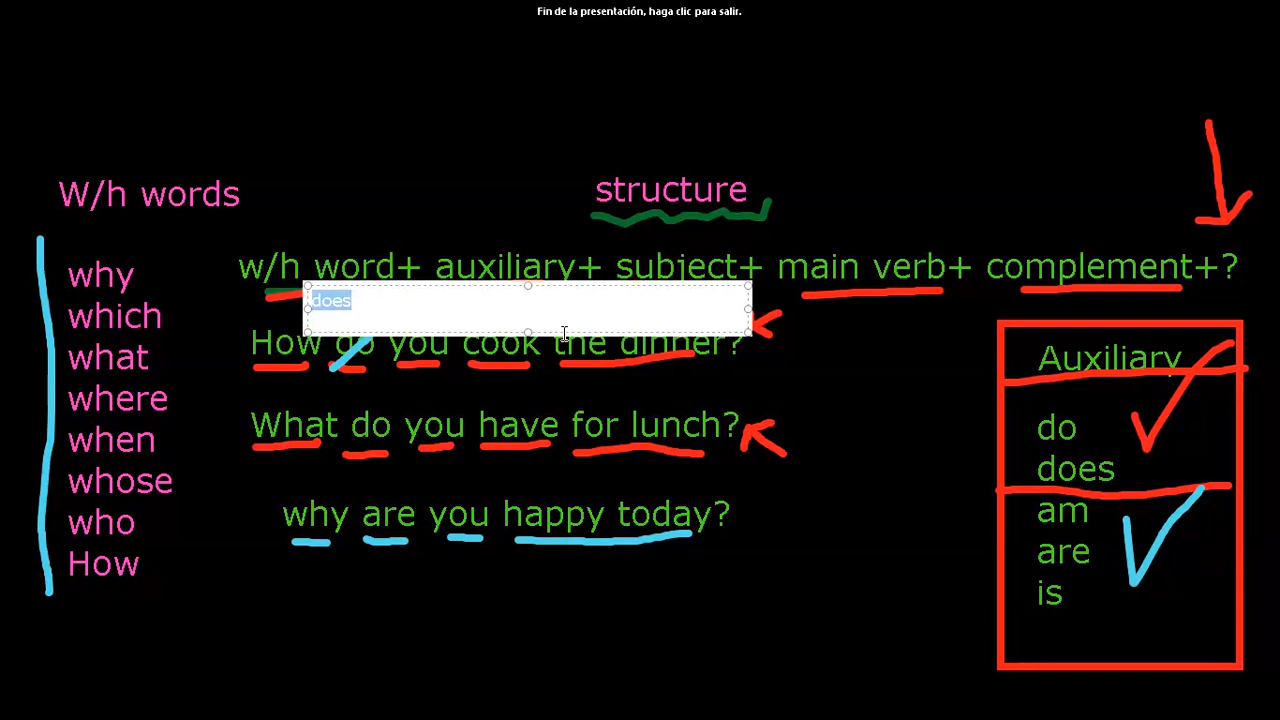 Fin de la presentación, haga clic para salir.
W/h words
structure
w/h word+ auxiliary+ subject+ main verb+ complement+?
does
why
which
what
where
when
whose
who
How
How do you cook the dinner?
What do you have for lunch?
why are you happy today?
Auxiliary
do
does
am
are
is